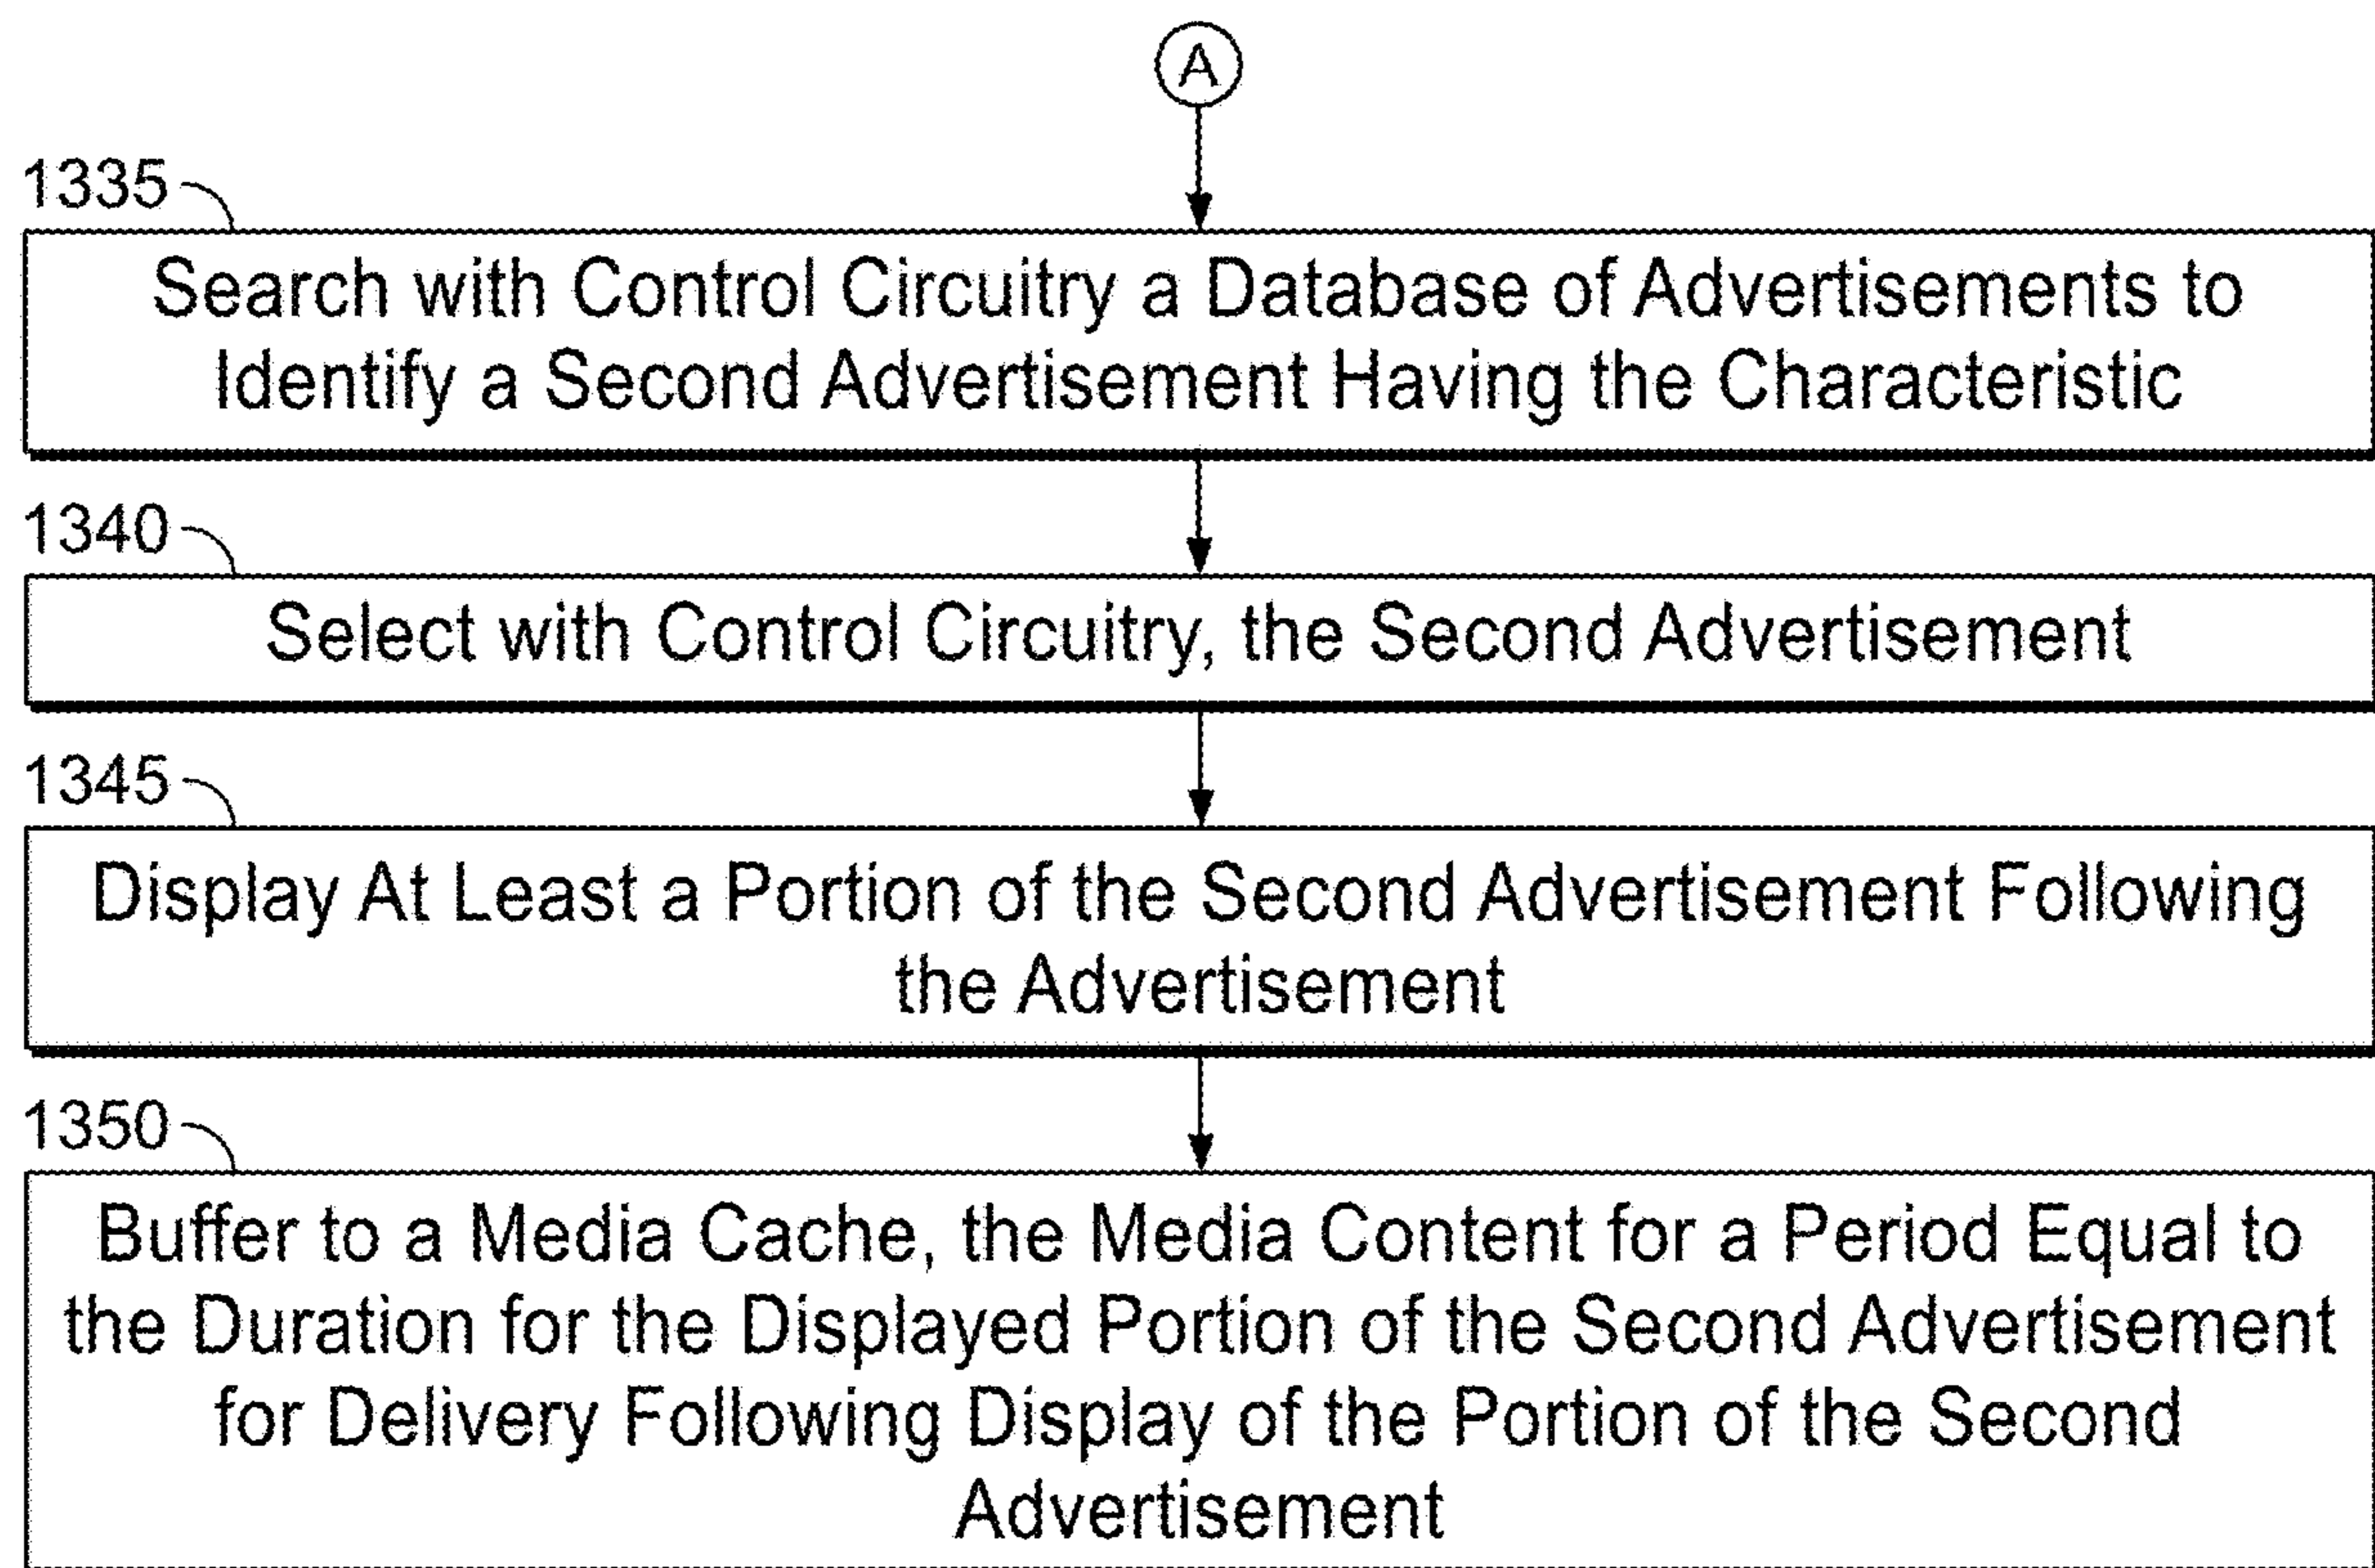 A
1335
Search with Control Circuitry a Database of Advertisements to
Identify a Second Advertisement Having the Characteristic
1340
Select with Control Circuitry, the Second Advertisement
1345
Display At Least a Portion of the Second Advertisement Following
the Advertisement
1350
Buffer to a Media Cache, the Media Content for a Period Equal to
the Duration for the Displayed Portion of the Second Advertisement
for Delivery Following Display of the Portion of the Second
Advertisement